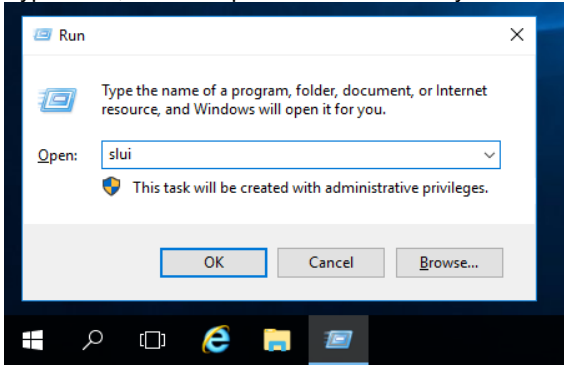 Run
Type the name of a program, folder, document, or Internet
resource, and Windows will open it for you.
Open: slui
This task will be created with administrative privileges.
OK Cancel Browse...